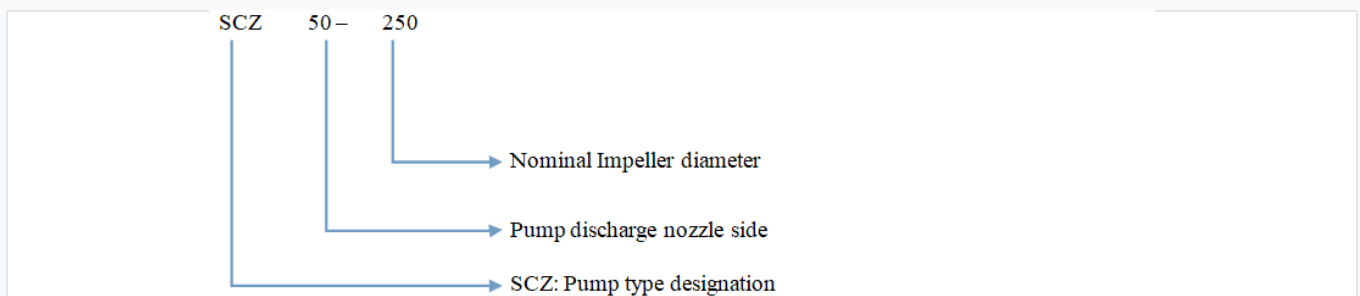 SCZ 50 – 250
Nominal Impeller diameter
Pump discharge nozzle side
SCZ: Pump type designation